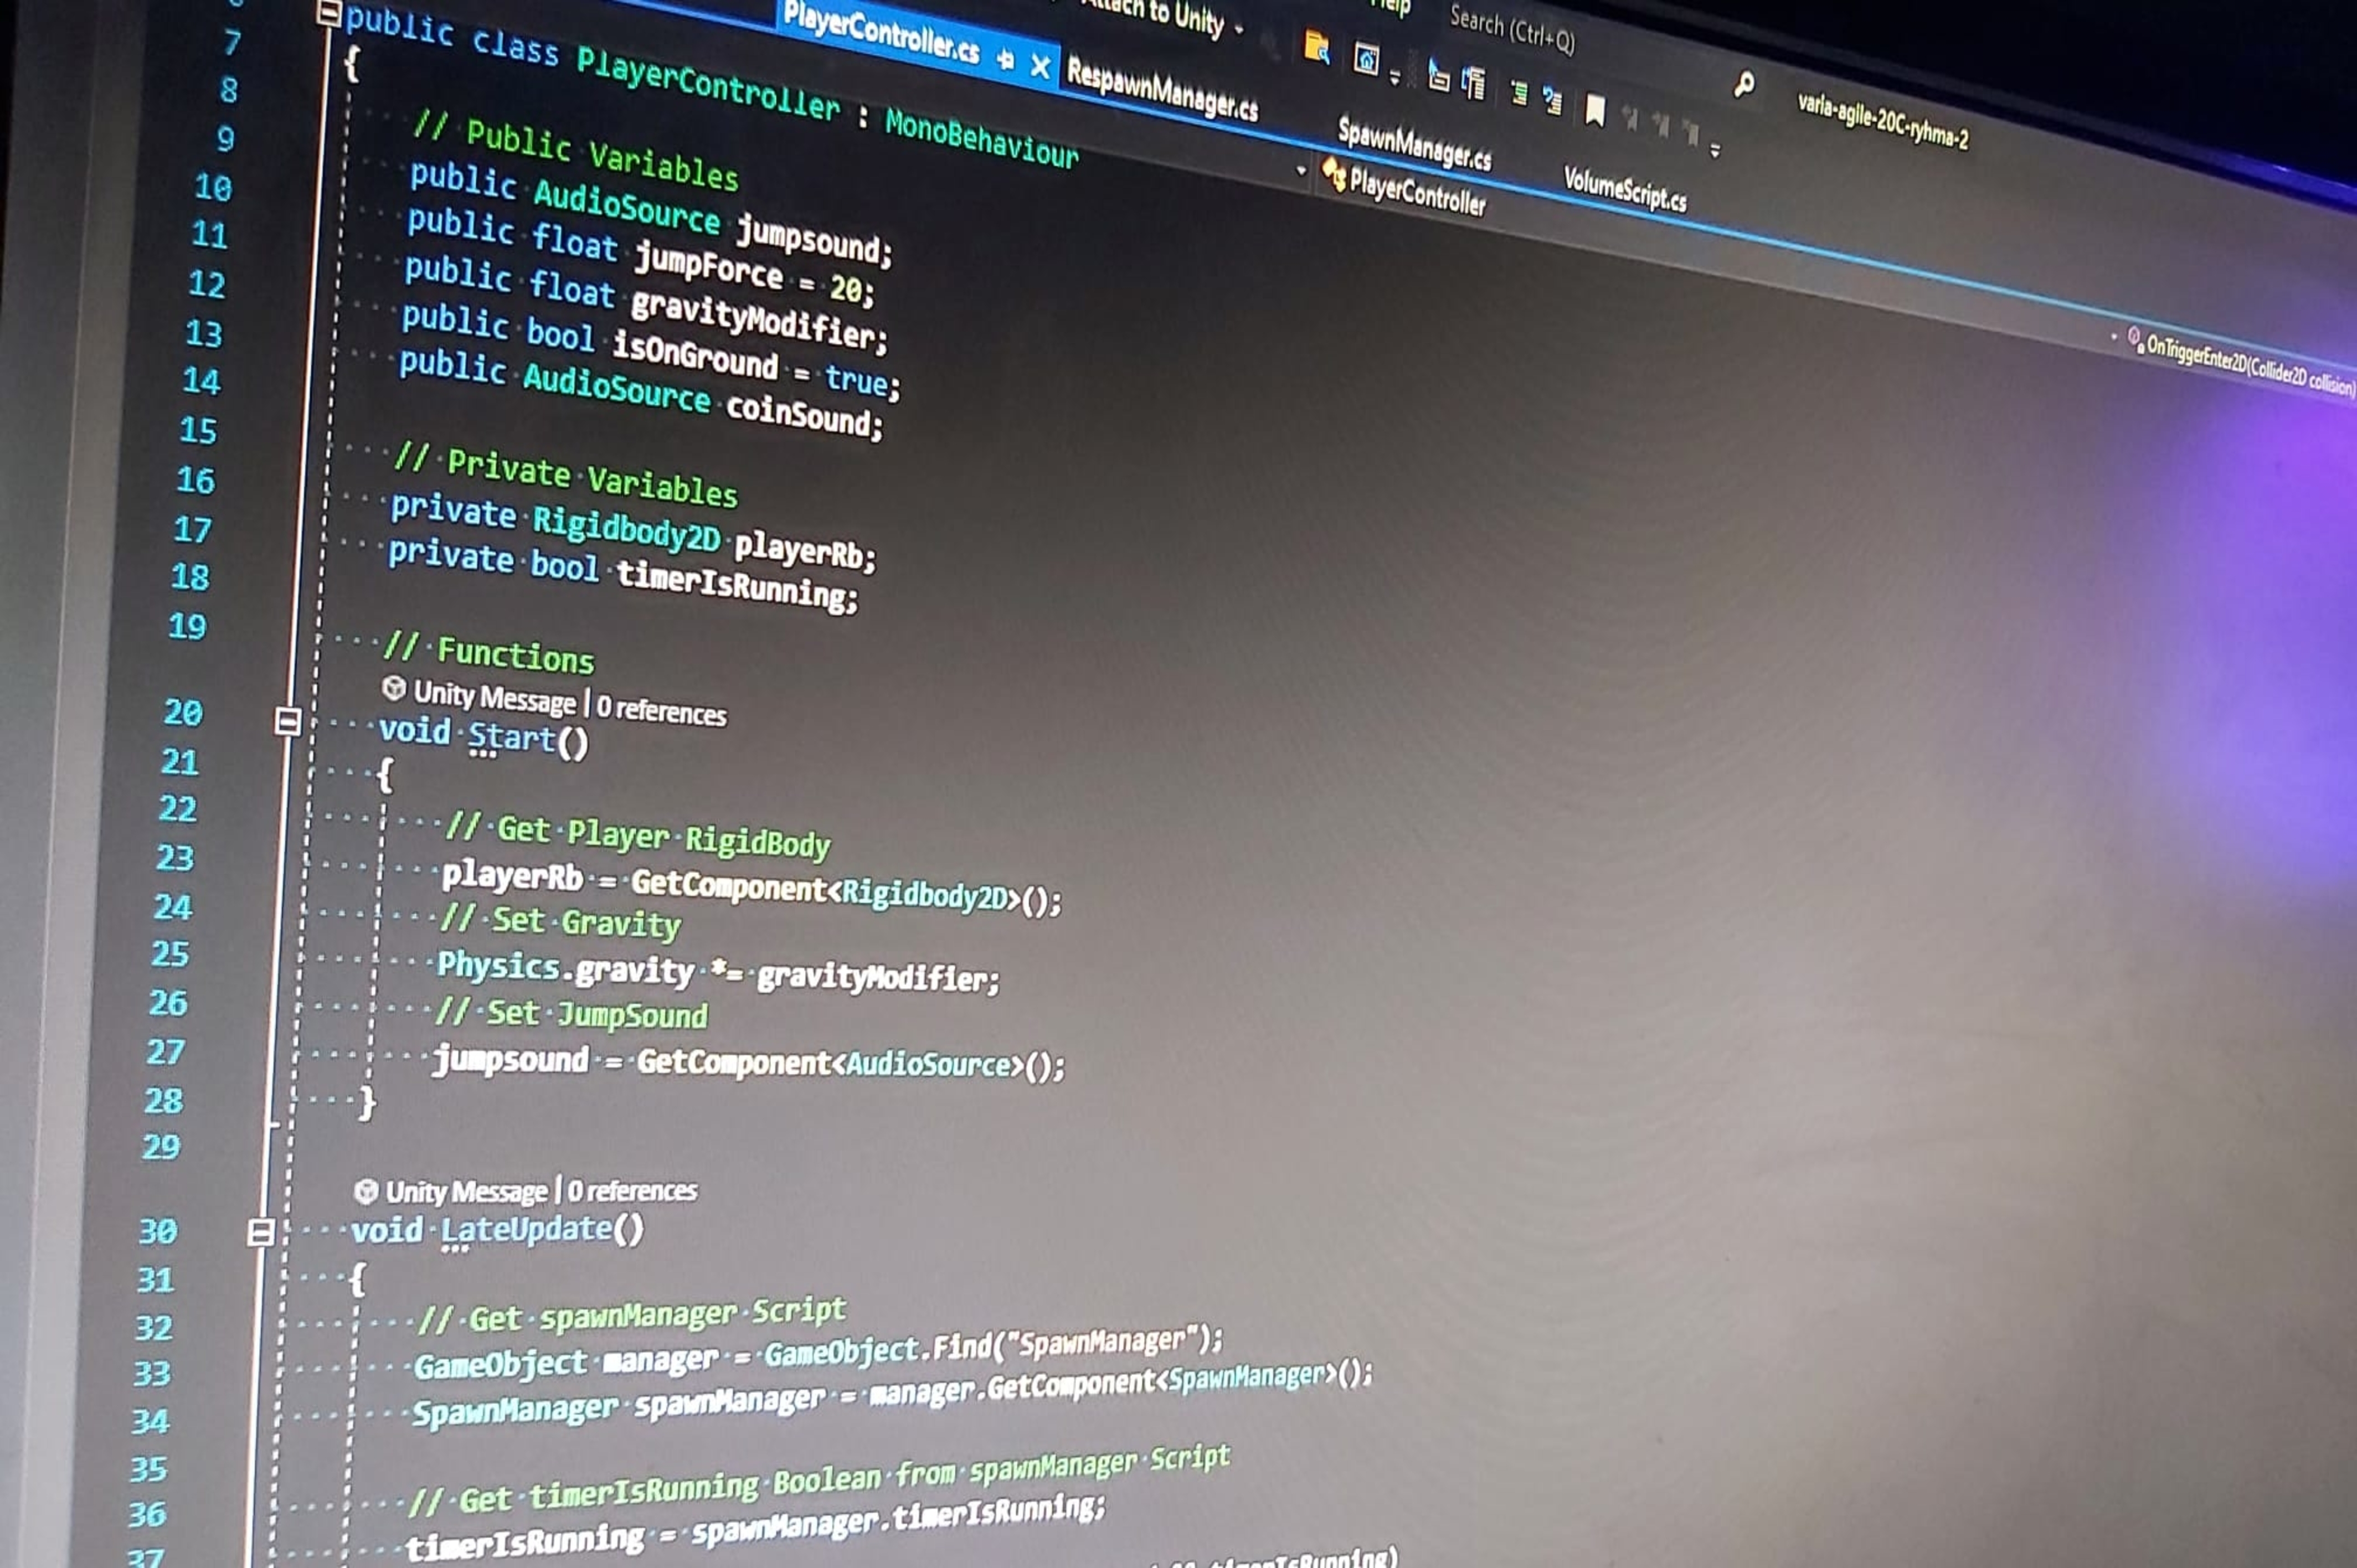 Attach to Unity
Help
Search (Ctrl+Q)
varia-agile-20C-ryhma-2
PlayerController.cs
RespawnManager.cs
SpawnManager.cs
VolumeScript.cs
PlayerController
OnTriggerEnter2D(Collider2D collision)
public class PlayerController : MonoBehaviour
7 {
8 // Public Variables
9 public AudioSource jumpsound;
10 public float jumpForce = 20;
11 public float gravityModifier;
12 public bool isOnGround = true;
13 public AudioSource coinSound;
14
15 // Private Variables
16 private Rigidbody2D playerRb;
17 private bool timerIsRunning;
18
19 // Functions
Unity Message | 0 references
20 void Start()
21 {
22 // Get Player RigidBody
23 playerRb = GetComponent<Rigidbody2D>();
24 // Set Gravity
25 Physics.gravity *= gravityModifier;
26 // Set JumpSound
27 jumpsound = GetComponent<AudioSource>();
28 }
29
Unity Message | 0 references
30 void LateUpdate()
31 {
32 // Get spawnManager Script
33 GameObject manager = GameObject.Find("SpawnManager");
34 SpawnManager spawnManager = manager.GetComponent<SpawnManager>();
35
36 // Get timerIsRunning Boolean from spawnManager Script
37 timerIsRunning = spawnManager.timerIsRunning;